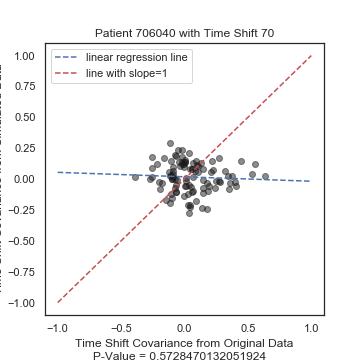 Patient 706040 with Time Shift 70
linear regression line
line with slope=1
1.00
0.75
0.50
0.25
0.00
−0.25
−0.50
−0.75
−1.00
−1.0
−0.5
0.0
0.5
1.0
Time Shift Covariance from Original Data
P-Value = 0.5728470132051924